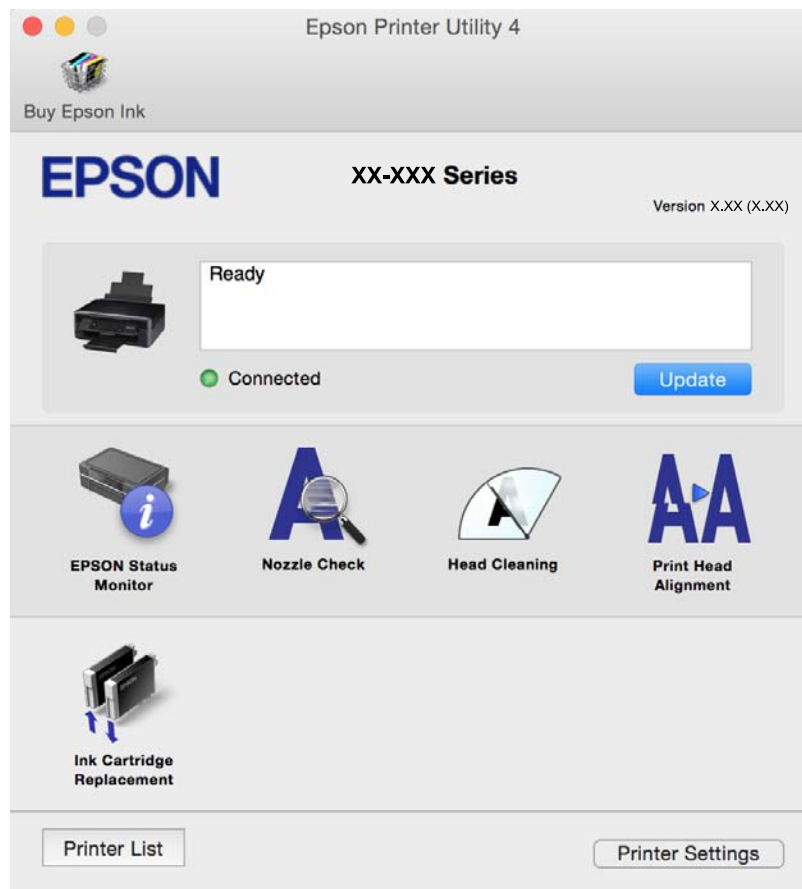 Epson Printer Utility 4
Buy Epson Ink
EPSON
XX-XXX Series
Version X.XX (X.XX)
Ready
Connected
Update
EPSON Status
Monitor
Nozzle Check
Head Cleaning
Print Head
Alignment
Ink Cartridge
Replacement
Printer List
Printer Settings